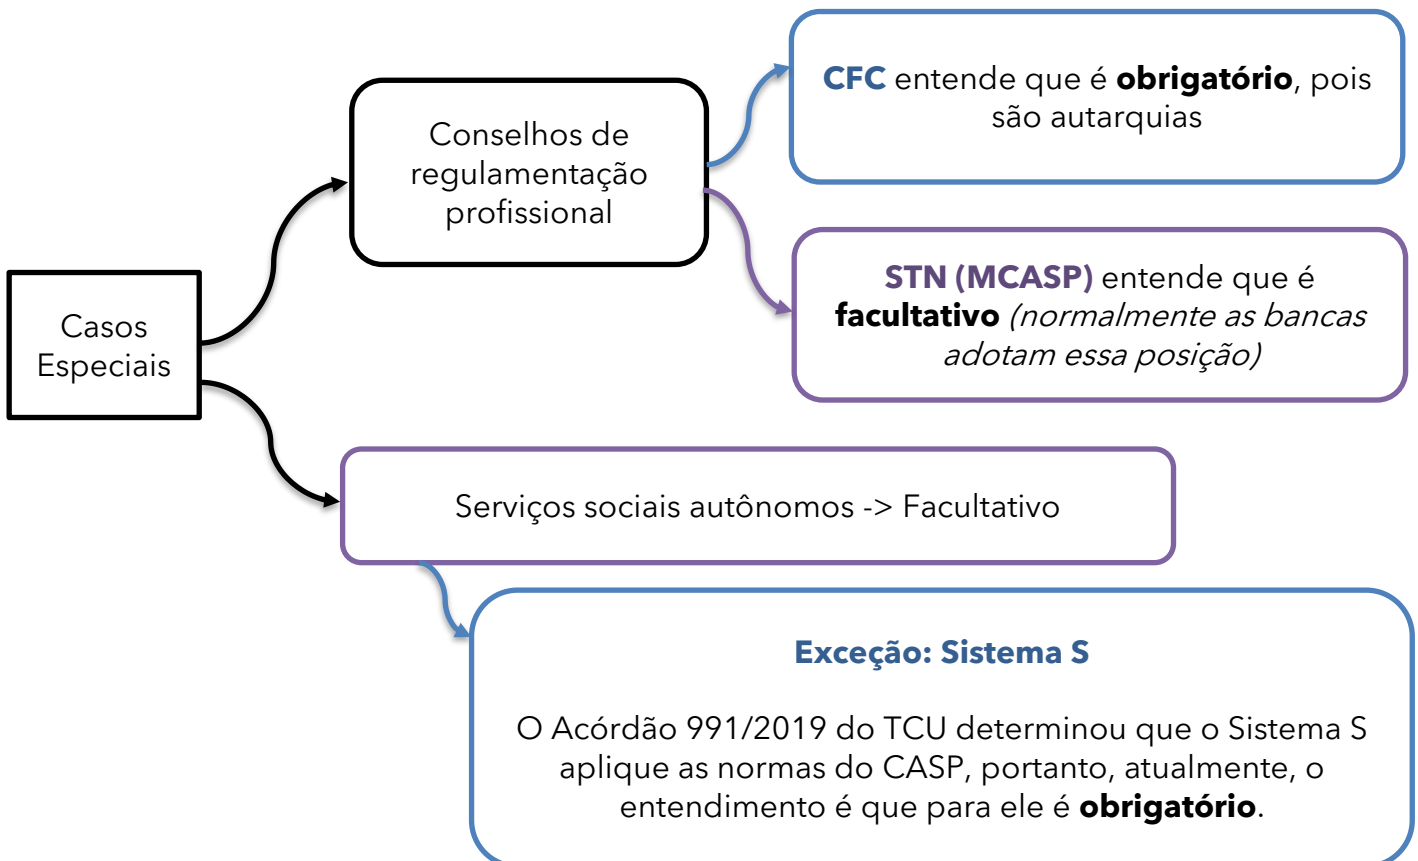 CFC entende que é obrigatório, pois
são autarquias
Conselhos de
regulamentação
profissional
STN (MCASP) entende que é
facultativo (normalmente as bancas
adotam essa posição)
Casos
Especiais
Serviços sociais autônomos -> Facultativo
Exceção: Sistema S
O Acórdão 991/2019 do TCU determinou que o Sistema S
aplique as normas do CASP, portanto, atualmente, o
entendimento é que para ele é obrigatório.